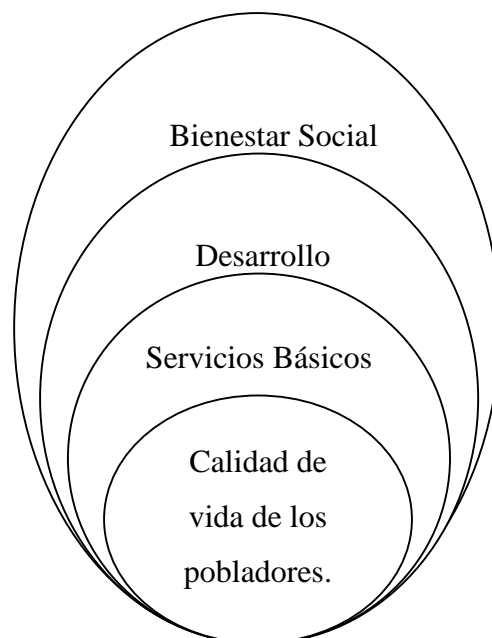 Bienestar Social
Desarrollo
Servicios Básicos
Calidad de
vida de los
pobladores.